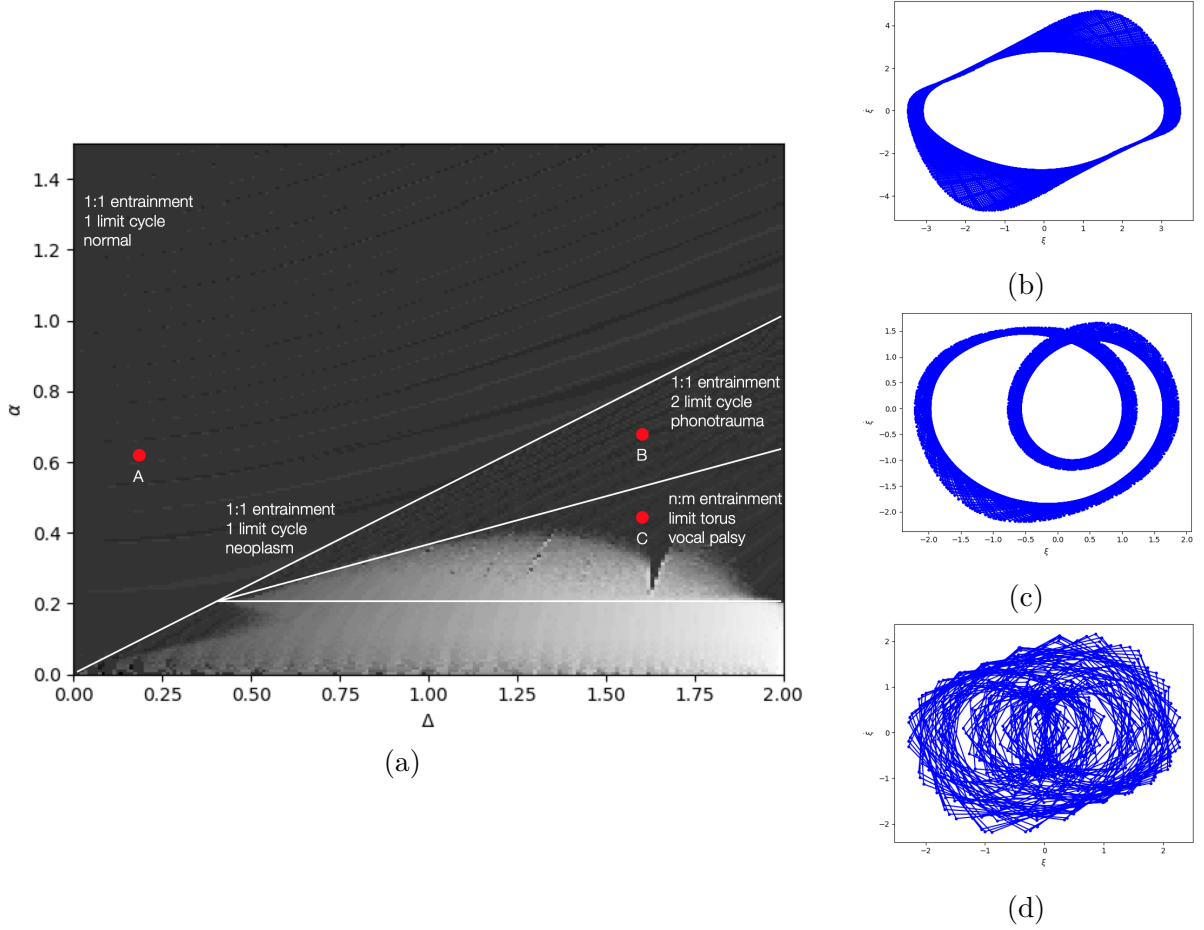 1.4
1.2
1.0
0.8
0.6
0.4
0.2
0.0
α
1:1 entrainment
1 limit cycle
normal
A
1:1 entrainment
1 limit cycle
neoplasm
1:1 entrainment
2 limit cycle
phonotrauma
B
n:m entrainment
limit torus
vocal palsy
C
0.00 0.25 0.50 0.75 1.00 1.25 1.50 1.75 2.00
Δ
(a)
4
2
0
−2
−4
ξ̇
−3 −2 −1 0 1 2 3
ξ
(b)
1.5
1.0
0.5
0.0
−0.5
−1.0
−1.5
−2.0
ξ̇
−2.0 −1.5 −1.0 −0.5 0.0 0.5 1.0 1.5 2.0
ξ
(c)
2
1
0
−1
−2
ξ̇
−2 −1 0 1 2
ξ
(d)